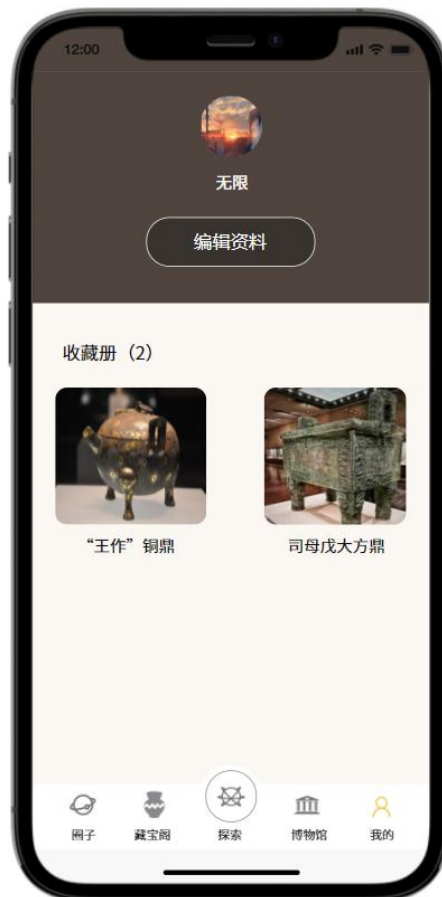 12:00
无限
编辑资料
收藏册（2）
“王作”铜鼎
司母戊大方鼎
圈子
藏宝阁
探索
博物馆
我的